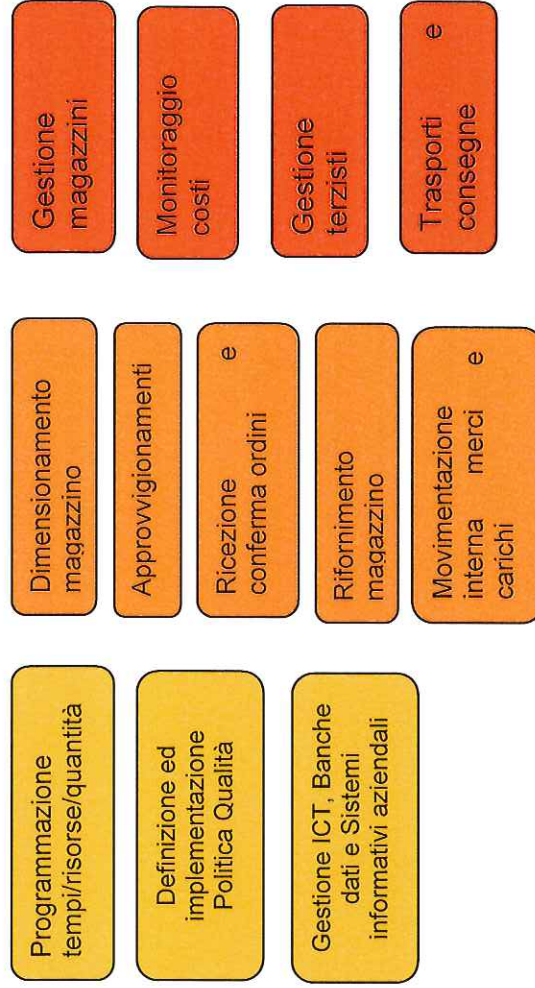 Programmazione
tempi/risorse/quantità
Definizione ed
implementazione
Politica Qualità
Gestione ICT, Banche
dati e Sistemi
informativi aziendali
Dimensionamento
magazzino
Approvvigionamenti
Ricezione e
conferma ordini
Rifornimento
magazzino
Movimentazione
interna merci e
carichi
Gestione
magazzini
Monitoraggio
costi
Gestione
terzisti
Trasporti e
consegne